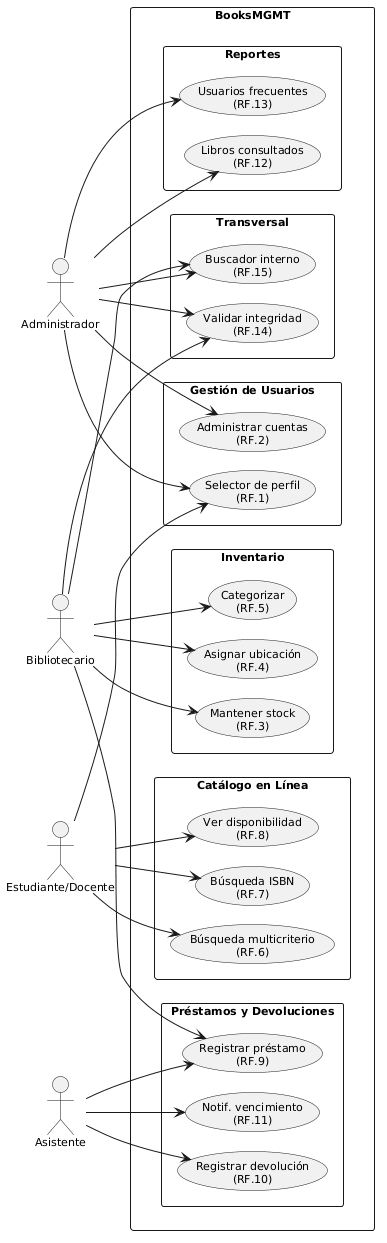 BooksMGMT
Reportes
Usuarios frecuentes
(RF.13)
Libros consultados
(RF.12)
Transversal
Buscador interno
(RF.15)
Administrador
Validar integridad
(RF.14)
Gestión de Usuarios
Administrar cuentas
(RF.2)
Selector de perfil
(RF.1)
Inventario
Categorizar
(RF.5)
Bibliotecario
Asignar ubicación
(RF.4)
Mantener stock
(RF.3)
Catálogo en Línea
Ver disponibilidad
(RF.8)
Estudiante/Docente
Búsqueda ISBN
(RF.7)
Búsqueda multicriterio
(RF.6)
Préstamos y Devoluciones
Registrar préstamo
(RF.9)
Notif. vencimiento
(RF.11)
Asistente
Registrar devolución
(RF.10)